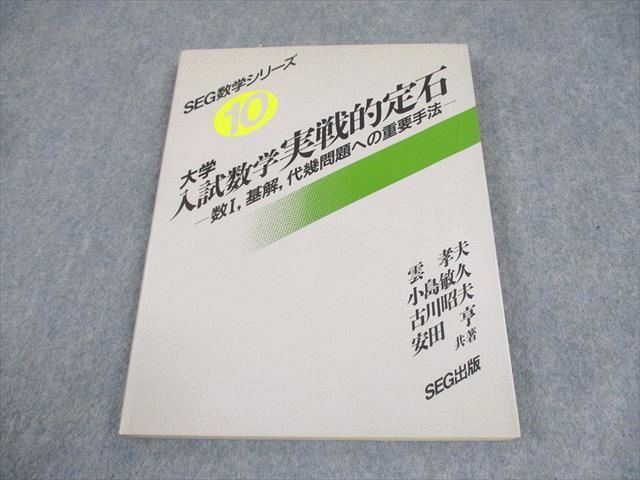 SEG数学シリーズ
10
大学
入試数学実戦的定石
―数I,基解,代幾問題への重要手法―
雲 孝夫
小島敏久
古川昭夫
安田 亨
共著
SEG出版